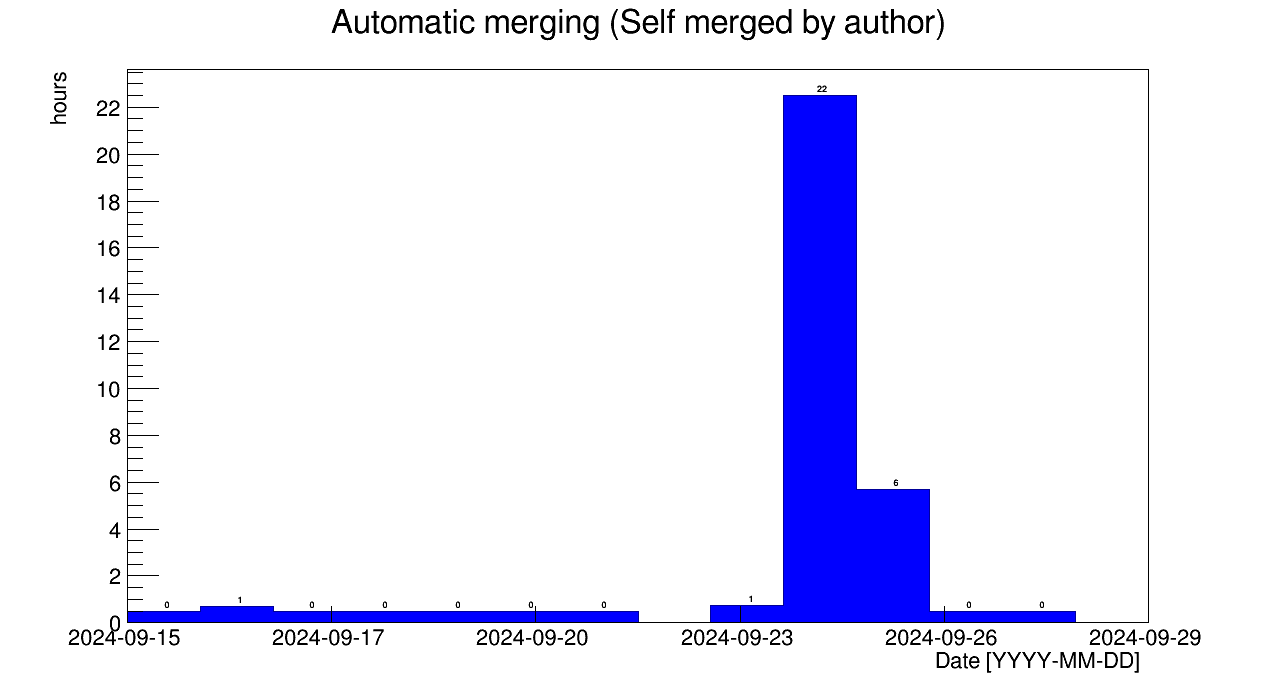 Automatic merging (Self merged by author)
hours
22
20
18
16
14
12
10
8
6
4
2
0
0 1 0 0 0 0 0 1 22 6 0 0
2024-09-15 2024-09-17 2024-09-20 2024-09-23 2024-09-26 2024-09-29
Date [YYYY-MM-DD]